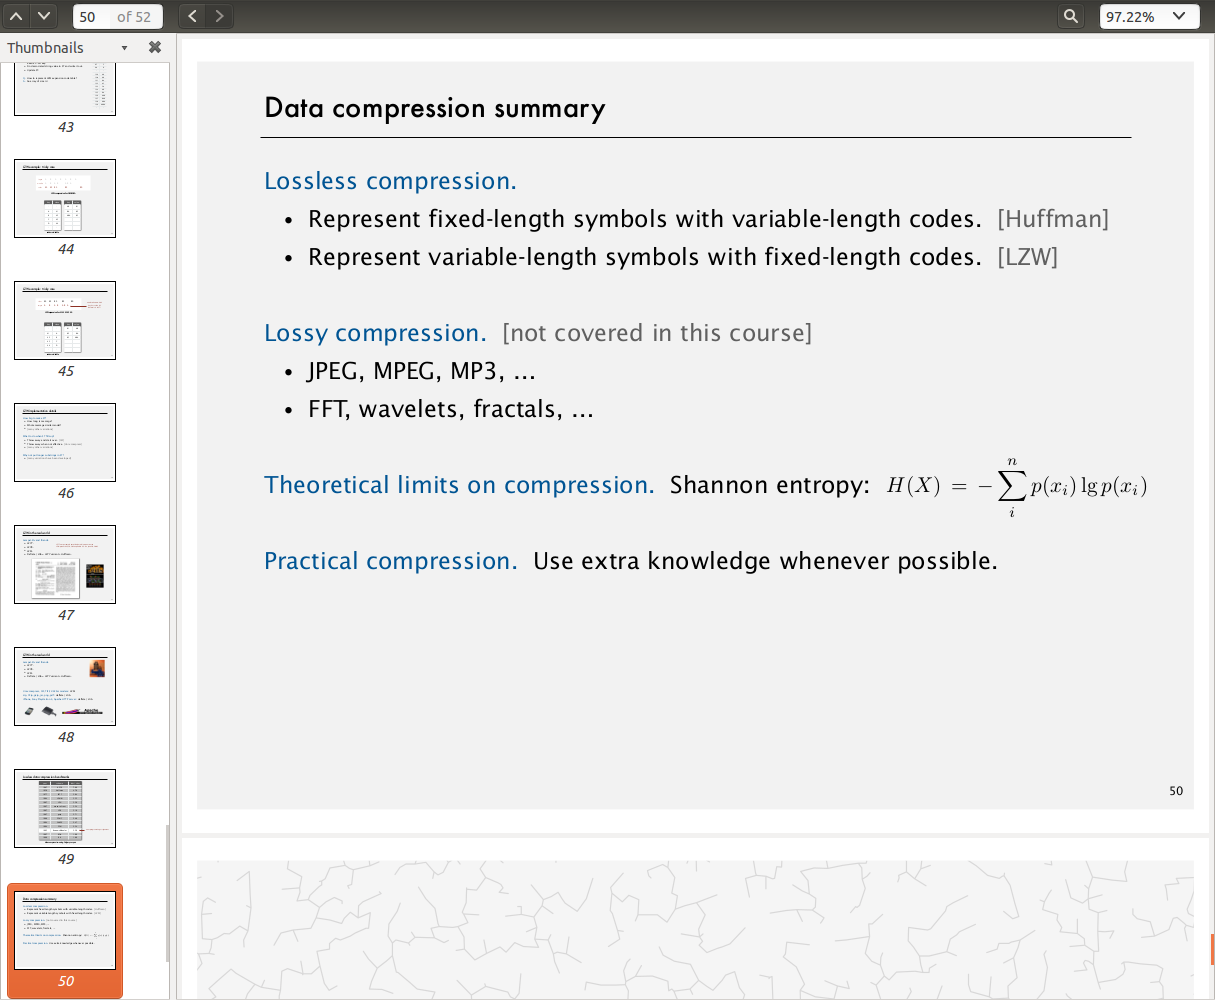 50 of 52
97.22%
Thumbnails
43
44
45
46
47
48
49
50
Data compression summary
Lossless compression.
• Represent fixed-length symbols with variable-length codes. [Huffman]
• Represent variable-length symbols with fixed-length codes. [LZW]
Lossy compression. [not covered in this course]
• JPEG, MPEG, MP3, …
• FFT, wavelets, fractals, …
Theoretical limits on compression. Shannon entropy: H(X) = −∑ᵢⁿ p(xᵢ) lg p(xᵢ)
Practical compression. Use extra knowledge whenever possible.
50